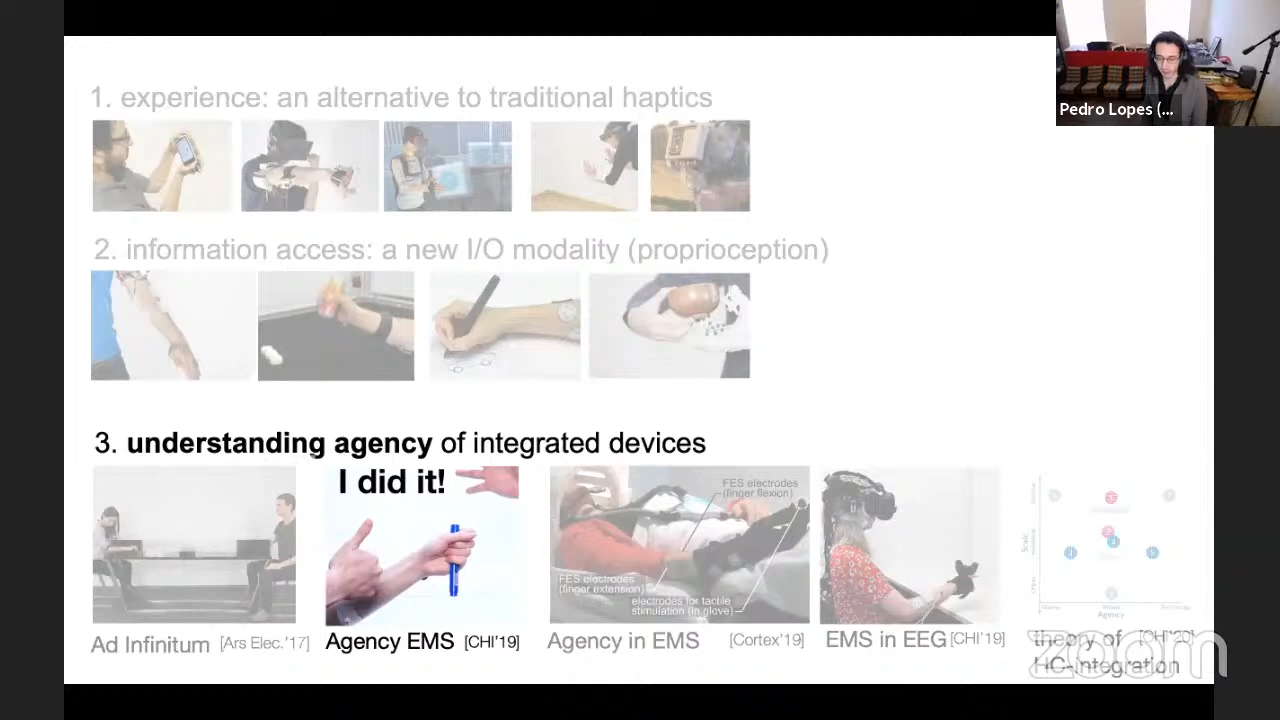 1. experience: an alternative to traditional haptics
Pedro Lopes (...
2. information access: a new I/O modality (proprioception)
3. understanding agency of integrated devices
I did it!
FES electrodes
(finger flexion)
FES electrodes
(finger extension)
electrodes for tactile
stimulation (in glove)
Agency
Ad Infinitum [Ars Elec.'17]
Agency EMS [CHI'19]
Agency in EMS [Cortex'19]
EMS in EEG [CHI'19]
theory of [CHI'20]
HC-integration
zoom